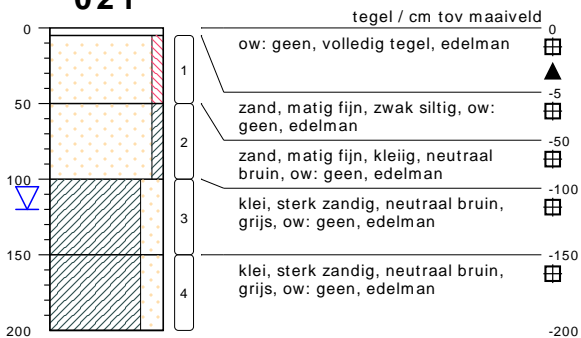 021
tegel / cm tov maaiveld
0
0
ow: geen, volledig tegel, edelman
1
-5
50
zand, matig fijn, zwak siltig, ow:
geen, edelman
2
-50
zand, matig fijn, kleiig, neutraal
bruin, ow: geen, edelman
100
-100
klei, sterk zandig, neutraal bruin,
grijs, ow: geen, edelman
3
150
-150
klei, sterk zandig, neutraal bruin,
grijs, ow: geen, edelman
4
200
-200